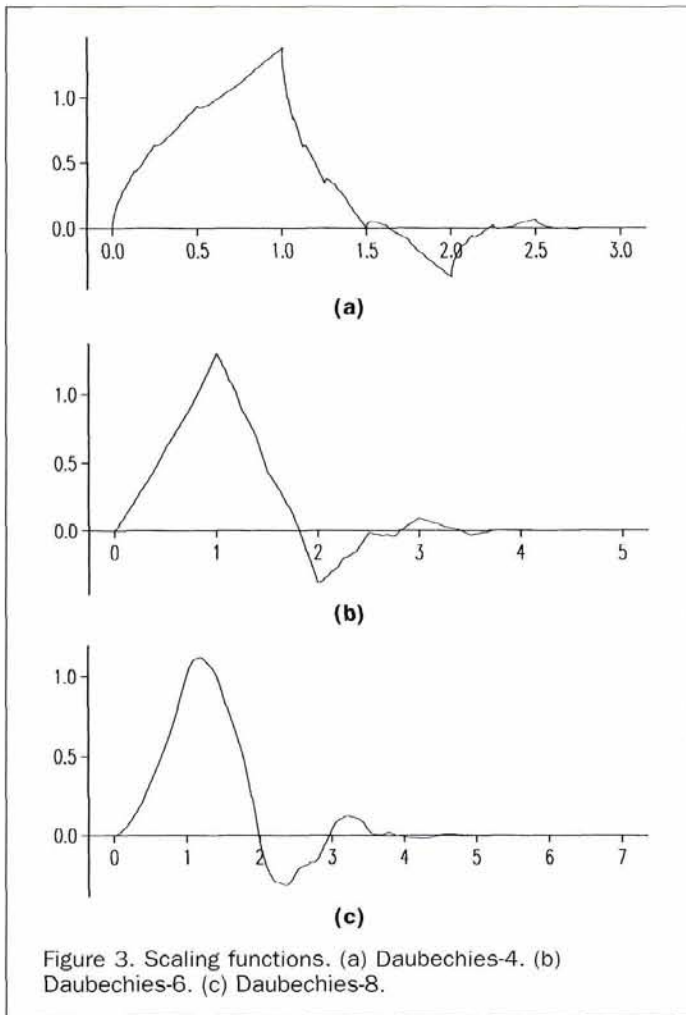 1.0
0.5
0.0
0.0 0.5 1.0 1.5 2.0 2.5 3.0
(a)
1.0
0.5
0.0
0 1 2 3 4 5
(b)
1.0
0.5
0.0
0 1 2 3 4 5 6 7
(c)
Figure 3. Scaling functions. (a) Daubechies-4. (b)
Daubechies-6. (c) Daubechies-8.